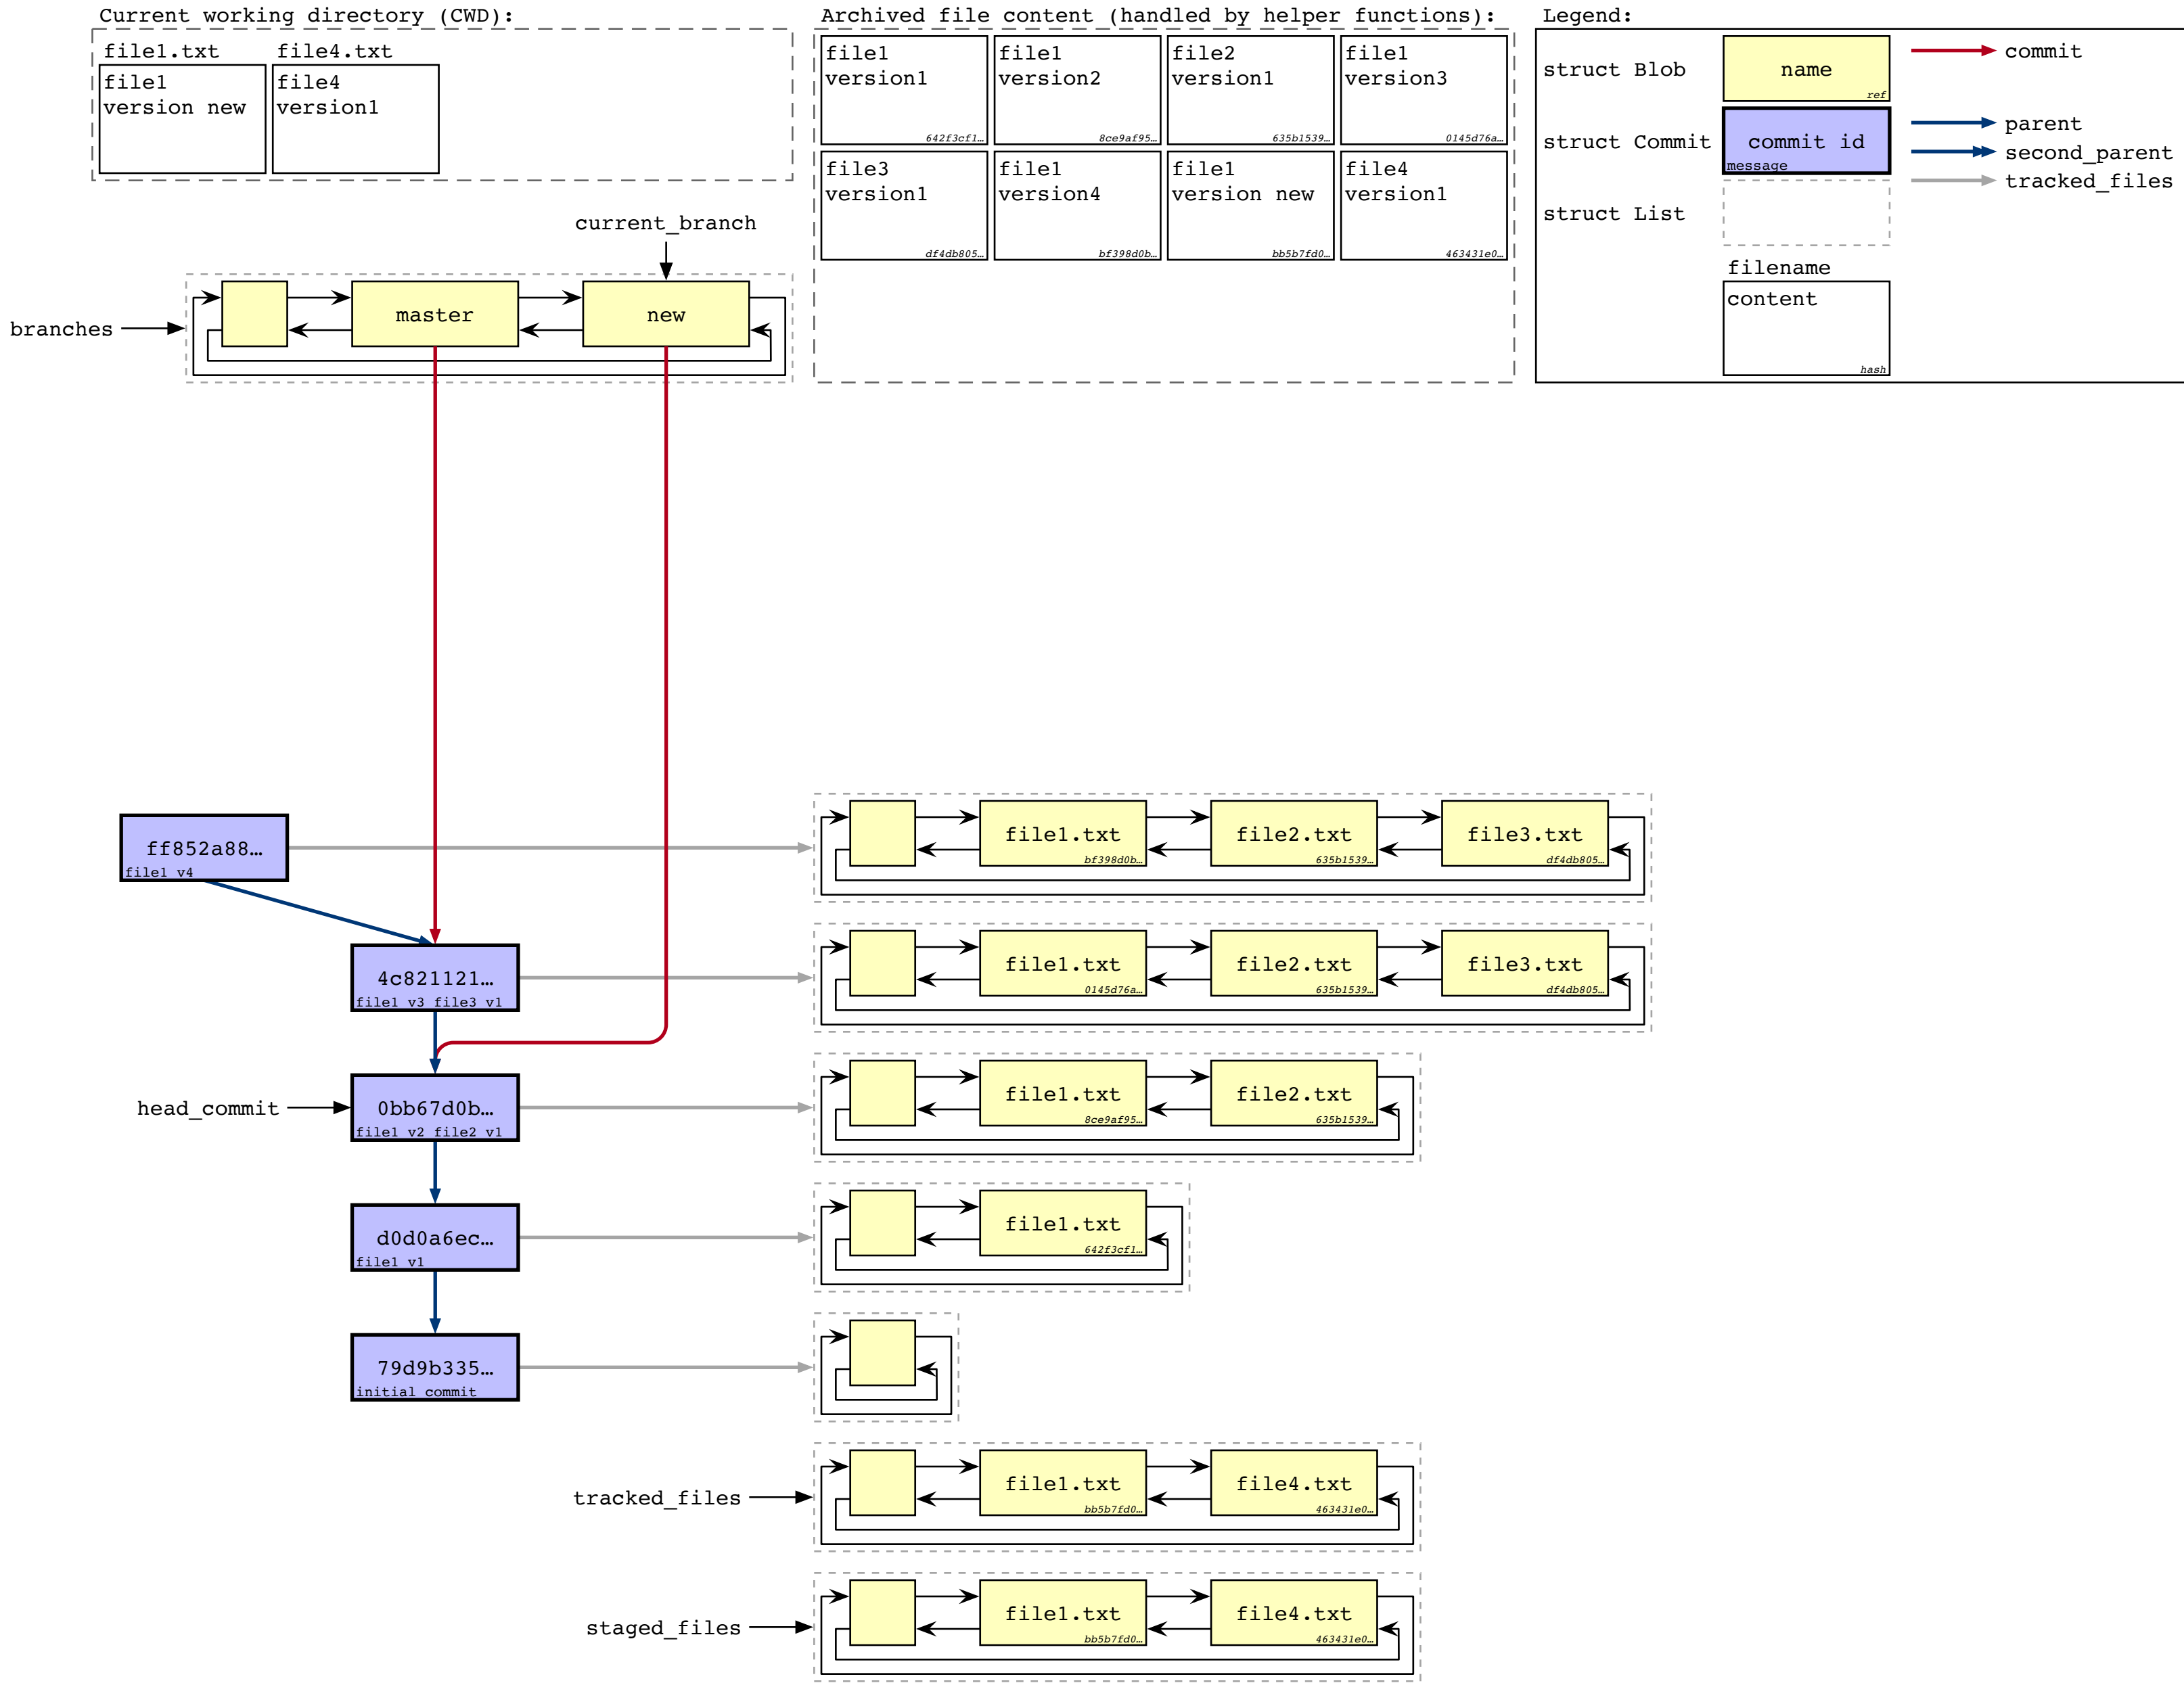 Current working directory (CWD):
file1.txt
file1
version new
file4.txt
file4
version1
Archived file content (handled by helper functions):
file1
version1
642f3cf1…
file1
version2
8ce9af95…
file2
version1
635b1539…
file1
version3
0145d76a…
file3
version1
df4db805…
file1
version4
bf398d0b…
file1
version new
bb5b7fd0…
file4
version1
463431e0…
Legend:
struct Blob
name
ref
struct Commit
commit id
message
struct List
filename
content
hash
commit
parent
second_parent
tracked_files
current_branch
branches
master
new
ff852a88…
file1 v4
file1.txt
bf398d0b…
file2.txt
635b1539…
file3.txt
df4db805…
4c821121…
file1 v3 file3 v1
file1.txt
0145d76a…
file2.txt
635b1539…
file3.txt
df4db805…
head_commit
0bb67d0b…
file1 v2 file2 v1
file1.txt
8ce9af95…
file2.txt
635b1539…
d0d0a6ec…
file1 v1
file1.txt
642f3cf1…
79d9b335…
initial commit
tracked_files
file1.txt
bb5b7fd0…
file4.txt
463431e0…
staged_files
file1.txt
bb5b7fd0…
file4.txt
463431e0…